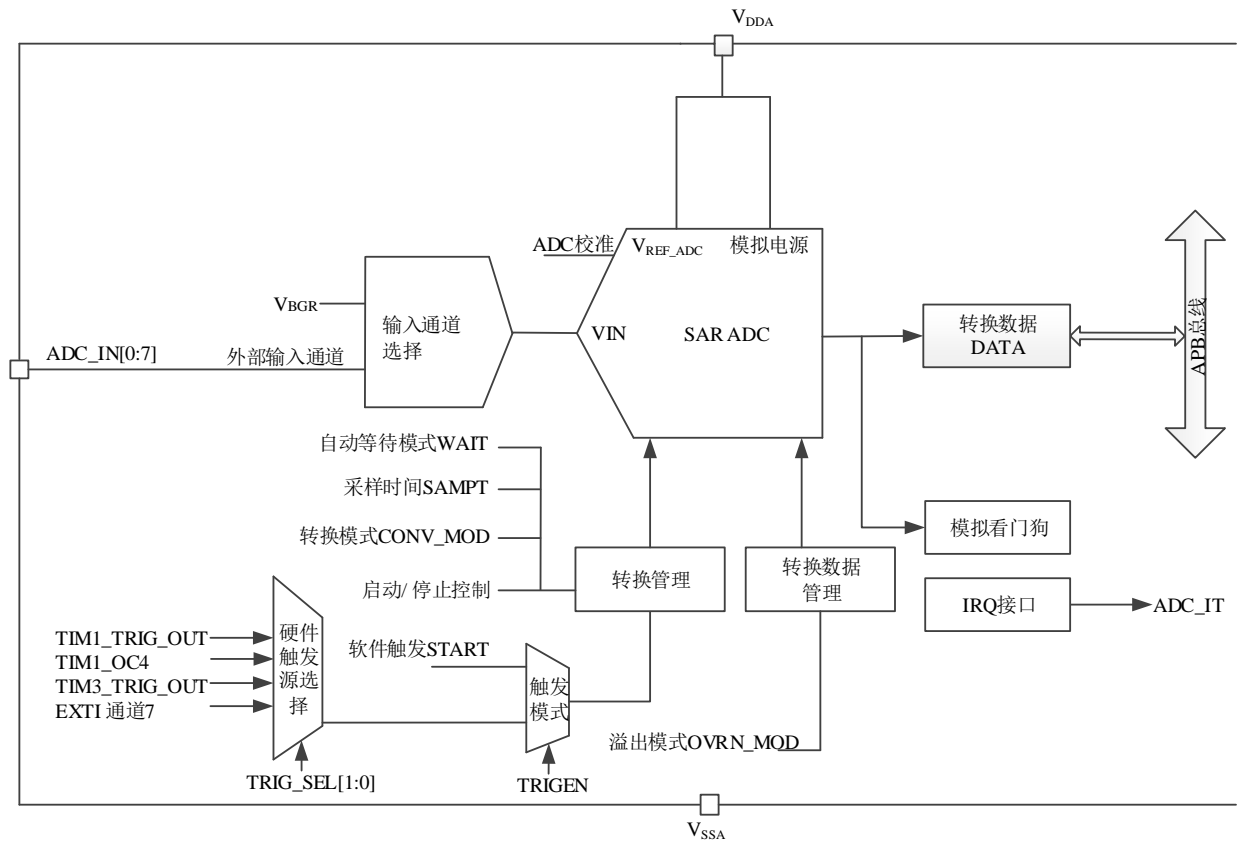 VDDA
ADC校准
VREF_ADC
模拟电源
VBGR
输入通道
选择
VIN
SAR ADC
转换数据
DATA
APB总线
ADC_IN[0:7]
外部输入通道
自动等待模式WAIT
采样时间SAMPT
转换模式CONV_MOD
启动/停止控制
转换管理
转换数据
管理
模拟看门狗
IRQ接口
ADC_IT
TIM1_TRIG_OUT
TIM1_OC4
TIM3_TRIG_OUT
EXTI 通道7
硬件
触发
源选
择
软件触发START
触发
模式
溢出模式OVRN_MOD
TRIG_SEL[1:0]
TRIGEN
VSSA